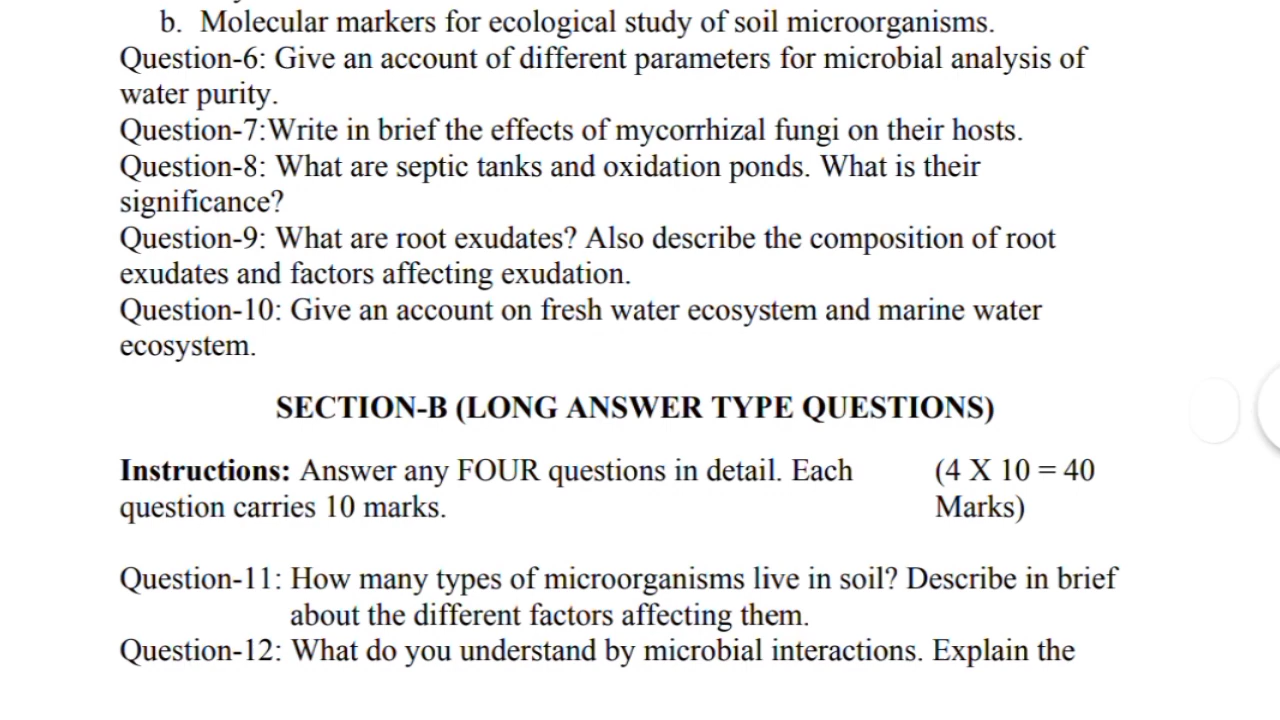 b. Molecular markers for ecological study of soil microorganisms.
Question-6: Give an account of different parameters for microbial analysis of
water purity.
Question-7:Write in brief the effects of mycorrhizal fungi on their hosts.
Question-8: What are septic tanks and oxidation ponds. What is their
significance?
Question-9: What are root exudates? Also describe the composition of root
exudates and factors affecting exudation.
Question-10: Give an account on fresh water ecosystem and marine water
ecosystem.
SECTION-B (LONG ANSWER TYPE QUESTIONS)
Instructions: Answer any FOUR questions in detail. Each (4 X 10 = 40
question carries 10 marks. Marks)
Question-11: How many types of microorganisms live in soil? Describe in brief
about the different factors affecting them.
Question-12: What do you understand by microbial interactions. Explain the